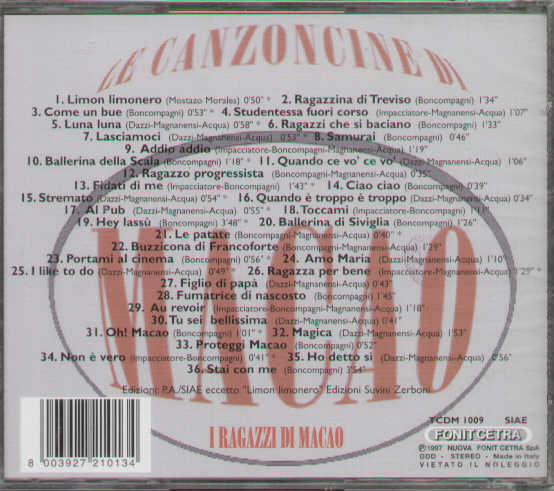 LE CANZONCINE DI
1. Limon limonero (Mostazo Morales) 0'50" * 2. Ragazzina di Treviso (Boncompagni) 1'34"
3. Come un bue (Boncompagni) 0'53" * 4. Studentessa fuori corso (Impacciatore-Boncompagni) 1'07"
5. Luna luna (Dazzi-Magnanensi-Acqua) 0'58" * 6. Ragazzi che si baciano (Boncompagni) 1'33"
7. Lasciamoci (Dazzi-Magnanensi-Acqua) 0'53" * 8. Samurai (Boncompagni) 0'46"
9. Addio addio (Impacciatore-Boncompagni-Magnanensi-Acqua) 1'19"
10. Ballerina della Scala (Boncompagni) 1'18" * 11. Quando ce vo' ce vo' (Dazzi-Magnanensi-Acqua) 1'06"
12. Ragazzo progressista (Boncompagni) 0'35"
13. Fidati di me (Impacciatore-Boncompagni) 1'43" * 14. Ciao ciao (Boncompagni) 0'39"
15. Stremato (Dazzi-Magnanensi-Acqua) 0'54" * 16. Quando è troppo è troppo (Dazzi-Magnanensi-Acqua) 0'34"
17. Al Pub (Dazzi-Magnanensi-Acqua) 0'55" * 18. Toccami (Impacciatore-Boncompagni) 1'11"
19. Hey lassù (Boncompagni) 3'48" * 20. Ballerina di Siviglia (Boncompagni) 1'26"
21. Le patate (Boncompagni-Magnanensi-Acqua) 0'40" *
22. Buzzicona di Francoforte (Boncompagni-Magnanensi-Acqua) 1'29"
23. Portami al cinema (Boncompagni) 0'56" * 24. Amo Maria (Dazzi-Magnanensi-Acqua) 1'10"
25. I like to do (Dazzi-Magnanensi-Acqua) 0'49" * 26. Ragazza per bene (Impacciatore-Boncompagni-Magnanensi-Acqua) 1'29" *
27. Figlio di papà (Dazzi-Magnanensi-Acqua) 0'43"
28. Fumatrice di nascosto (Boncompagni) 1'45"
29. Au revoir (Impacciatore-Boncompagni-Magnanensi-Acqua) 1'18"
30. Tu sei bellissima (Dazzi-Magnanensi-Acqua) 0'41"
31. Oh! Macao (Boncompagni) 1'01" * 32. Magica (Dazzi-Magnanensi-Acqua) 1'53"
33. Proteggi Macao (Boncompagni) 0'52"
34. Non è vero (Impacciatore-Boncompagni) 0'41" * 35. Ho detto si (Dazzi-Magnanensi-Acqua) 0'56"
36. Stai con me (Boncompagni) 3'54"
MACAO
Edizioni: P.A./SIAE eccetto "Limon limonero" Edizioni Suvini Zerboni
I RAGAZZI DI MACAO
8 003927 210134
TCDM 1009 SIAE
FONIT CETRA
℗ 1997 NUOVA FONIT CETRA SpA
DDD - STEREO - Made in Italy
VIETATO IL NOLEGGIO